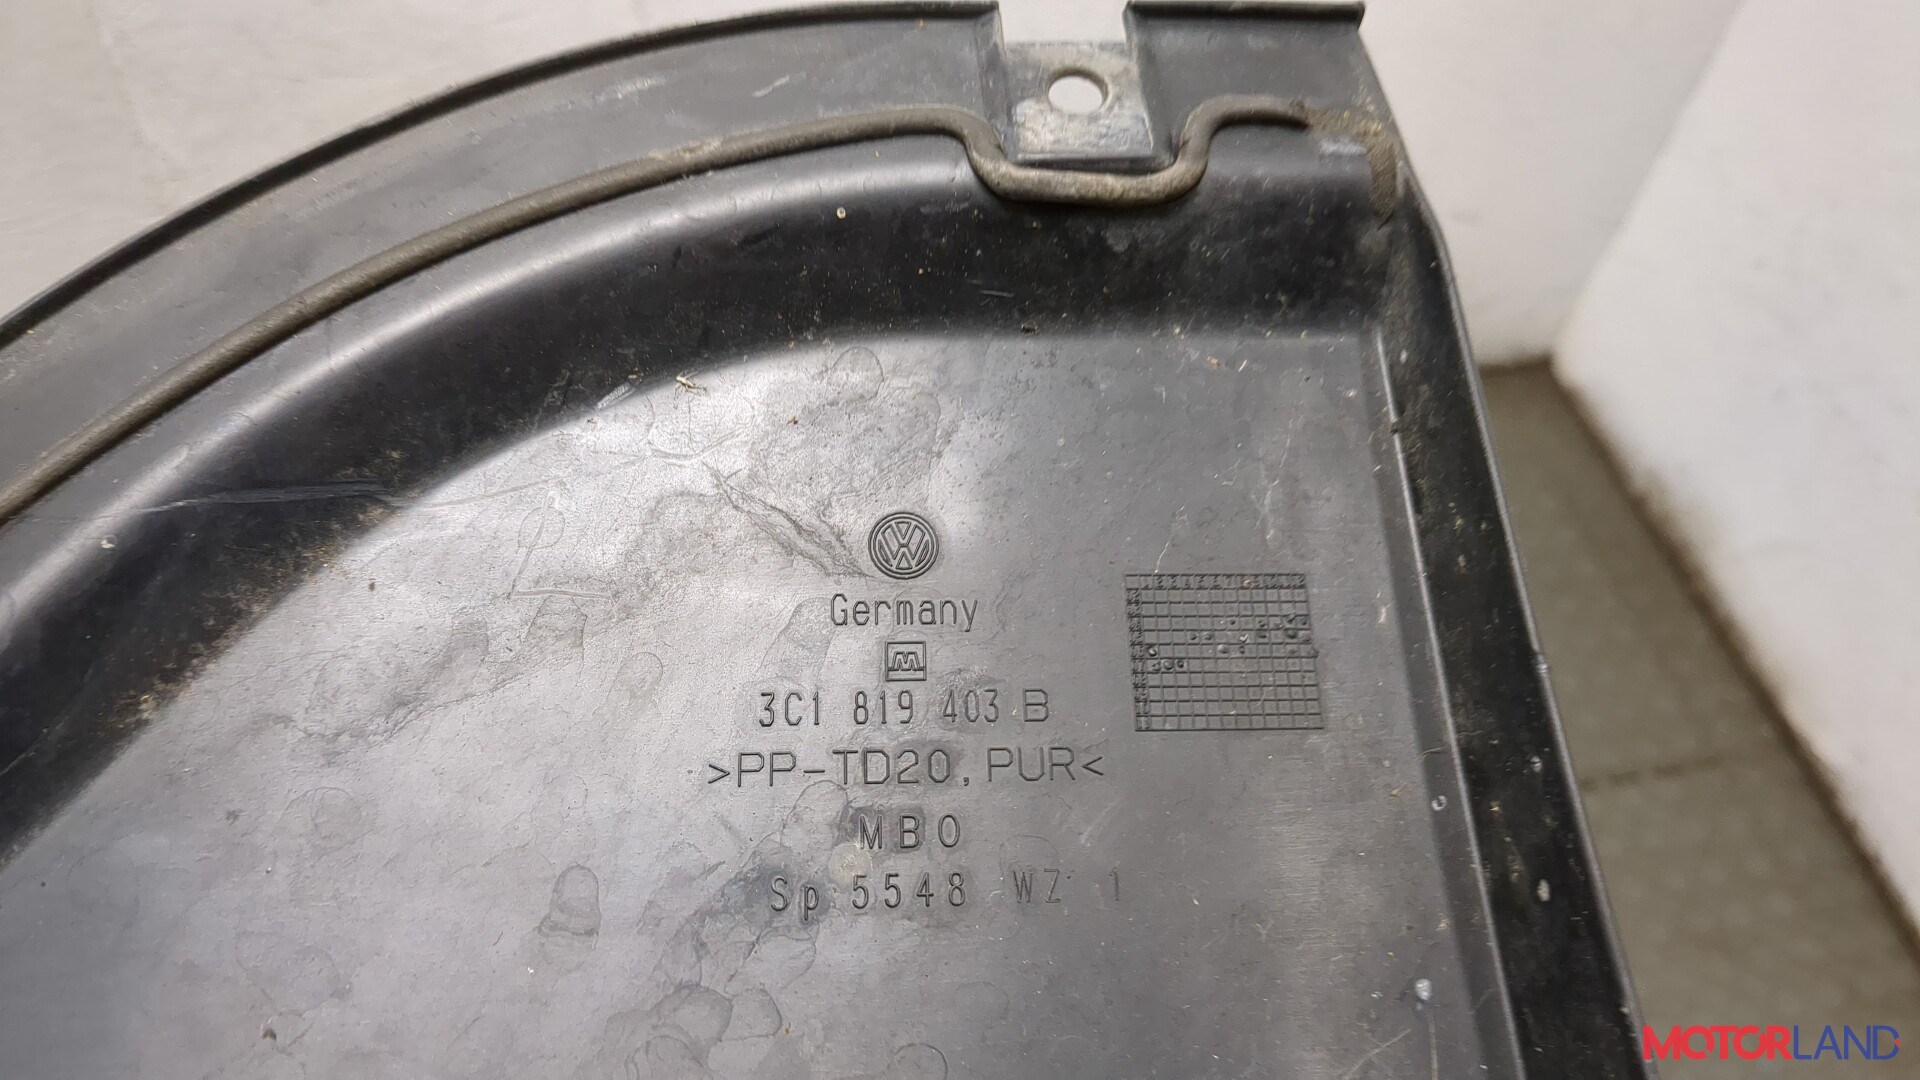 Germany
3C1 819 403 B
>PP-TD20, PUR<
MBO
Sp 5548 WZ 1
MOTORLAND